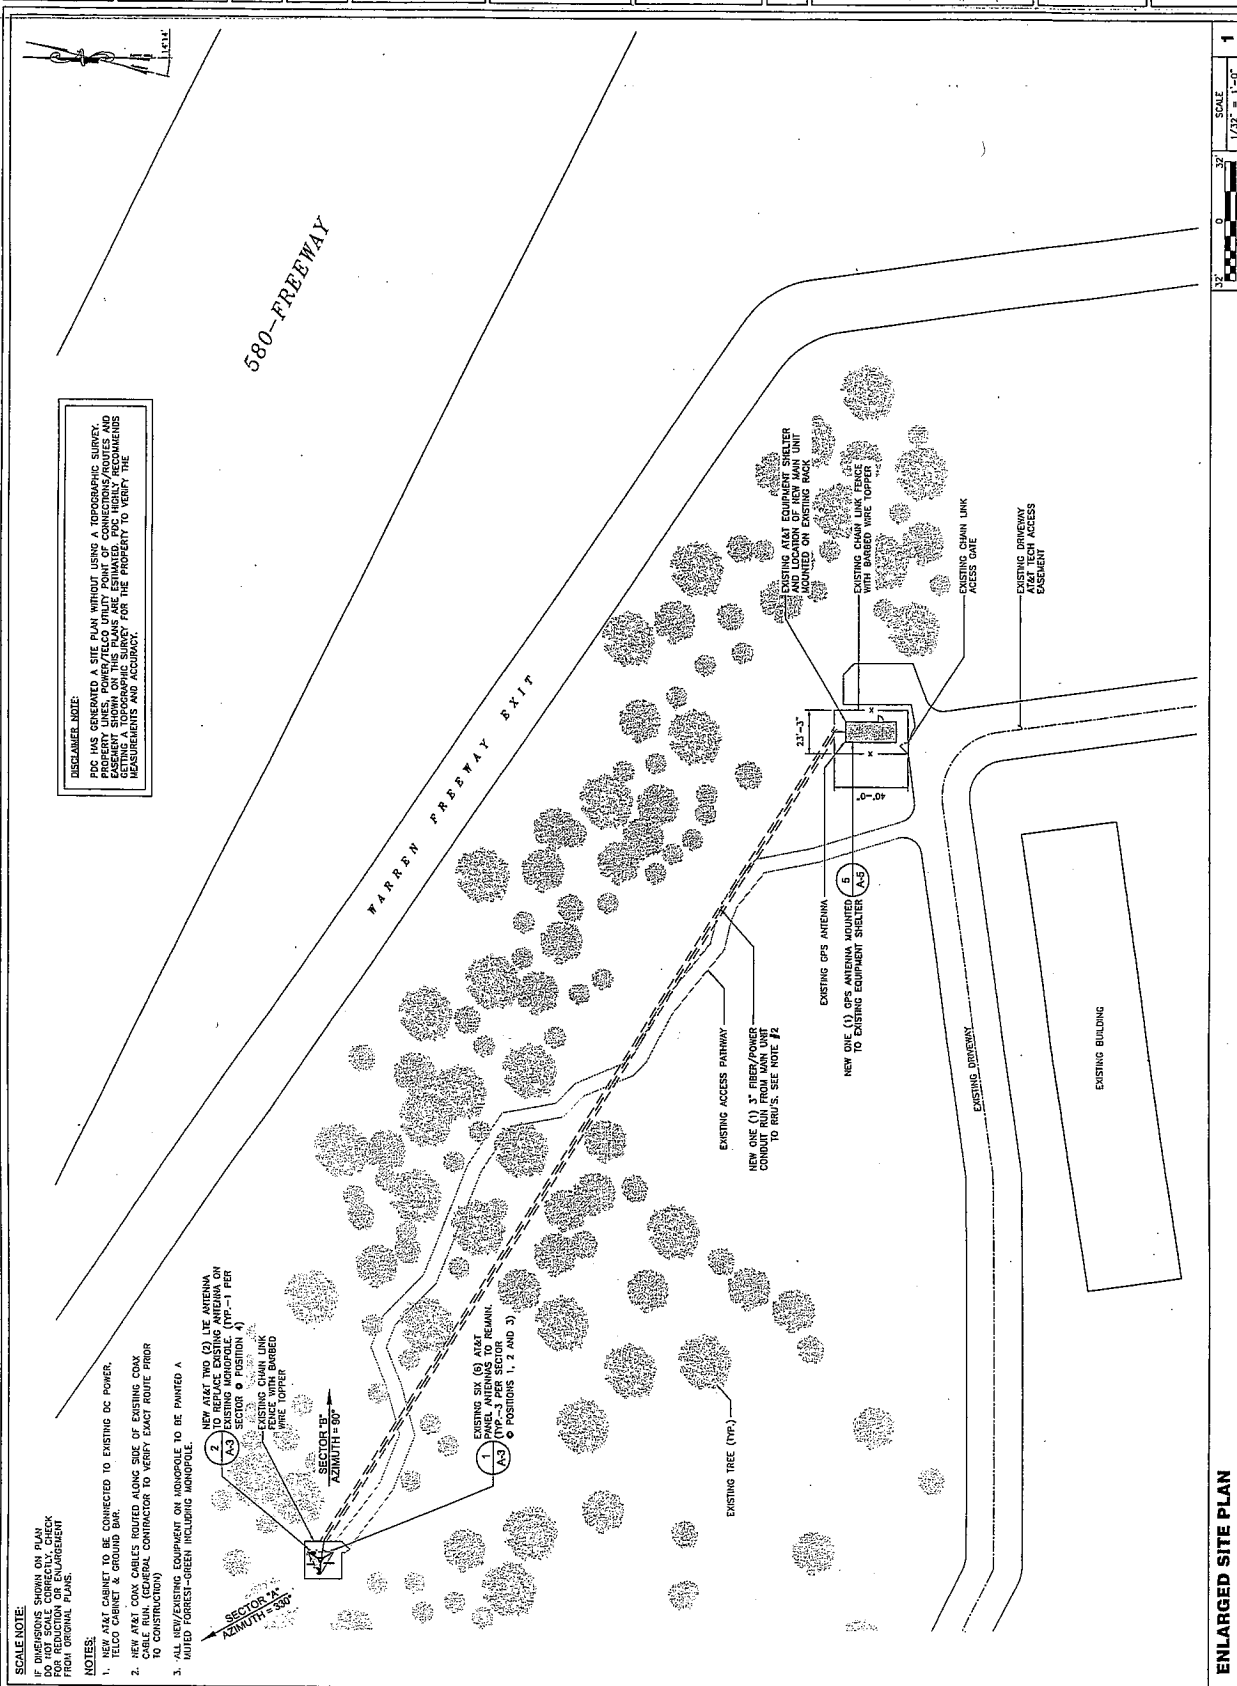 SCALE NOTE:
IF DIMENSIONS SHOWN ON PLAN
DO NOT SCALE CORRECTLY, CHECK
FOR REDUCTION OR ENLARGEMENT
FROM ORIGINAL PLANS.
NOTES:
1. NEW AT&T CABINET TO BE CONNECTED TO EXISTING DC POWER,
TELCO CABINET & GROUND BAR.
2. NEW AT&T COAX CABLES ROUTED ALONG SIDE OF EXISTING COAX
CABLE RUN. (GENERAL CONTRACTOR TO VERIFY EXACT ROUTE PRIOR
TO CONSTRUCTION)
3. ALL NEW/EXISTING EQUIPMENT ON MONOPOLE TO BE PAINTED A
MUTED FORREST-GREEN INCLUDING MONOPOLE.
DISCLAIMER NOTE:
PDC HAS GENERATED A SITE PLAN WITHOUT USING A TOPOGRAPHIC SURVEY.
PROPERTY LINES, POWER/TELCO UTILITY POINT OF CONNECTIONS/ROUTES AND
EASEMENT SHOWN ON THIS PLANS ARE ESTIMATED. PDC HIGHLY RECOMMENDS
GETTING A TOPOGRAPHIC SURVEY FOR THE PROPERTY TO VERIFY THE
MEASUREMENTS AND ACCURACY.
14°14'
580-FREEWAY
WARREN FREEWAY EXIT
2
A-3
NEW AT&T TWO (2) LTE ANTENNA
TO REPLACE EXISTING ANTENNA ON
EXISTING MONOPOLE. (TYP.-1 PER
SECTOR @ POSITION 4)
EXISTING CHAIN LINK
FENCE WITH BARBED
WIRE TOPPER
SECTOR "B"
AZIMUTH = 90°
SECTOR "A"
AZIMUTH = 330°
1
A-3
EXISTING SIX (6) AT&T
PANEL ANTENNAS TO REMAIN.
(TYP.-3 PER SECTOR
@ POSITIONS 1, 2 AND 3)
EXISTING TREE (TYP.)
EXISTING ACCESS PATHWAY
NEW ONE (1) 3" FIBER/POWER
CONDUIT RUN FROM MAIN UNIT
TO RRU'S. SEE NOTE #2
EXISTING GPS ANTENNA
NEW ONE (1) GPS ANTENNA MOUNTED
TO EXISTING EQUIPMENT SHELTER
5
A-5
23'-3"
40'-0"
X
X
EXISTING AT&T EQUIPMENT SHELTER
AND LOCATION OF NEW MAIN UNIT
MOUNTED ON EXISTING RACK
EXISTING CHAIN LINK FENCE
WITH BARBED WIRE TOPPER
EXISTING CHAIN LINK
ACESS GATE
EXISTING DRIVEWAY
AT&T TECH ACCESS
EASEMENT
EXISTING DRIVEWAY
EXISTING BUILDING
ENLARGED SITE PLAN
32' 0 32'
SCALE
1/32" = 1'-0"
1